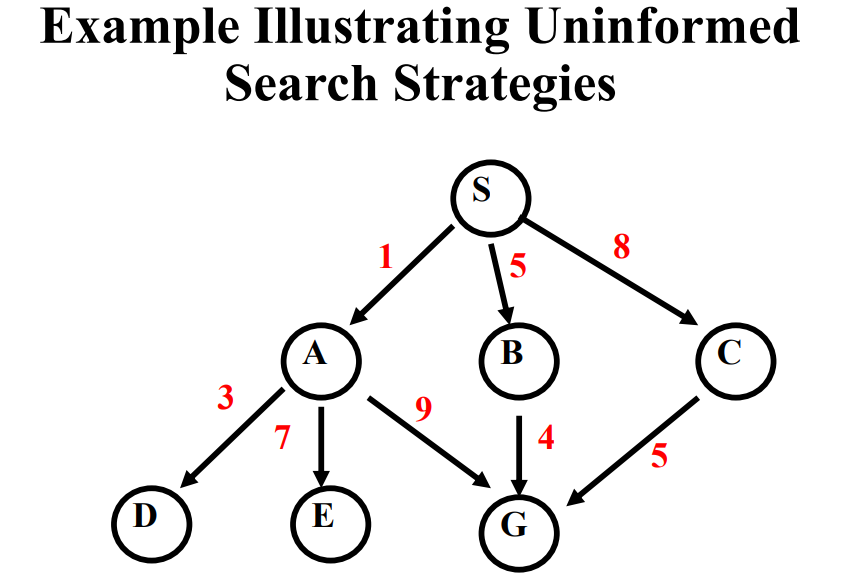 Example Illustrating Uninformed
Search Strategies
S
1
5
8
A
B
C
3
7
9
4
5
D
E
G